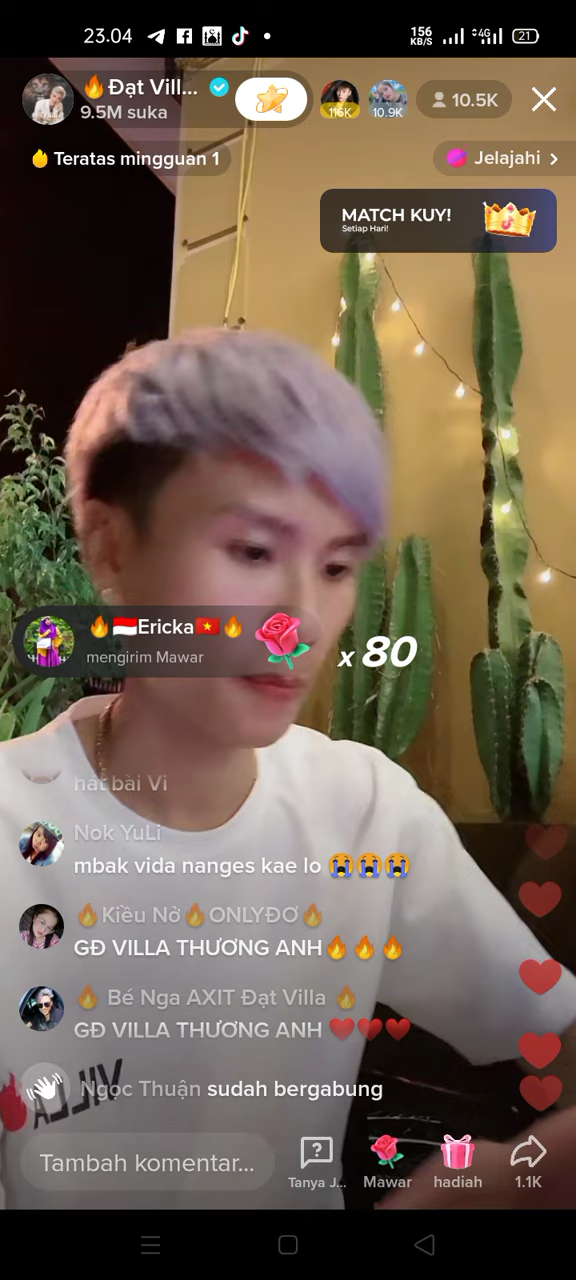 23.04
156
KB/S
4G
21
🔥Đạt Vill...
9.5M suka
116K
10.9K
10.5K
Teratas mingguan 1
Jelajahi >
MATCH KUY!
Setiap Hari!
🔥🇮🇩Ericka🇻🇳🔥
mengirim Mawar
x 80
hát bài Vi
Nok YuLi
mbak vida nanges kae lo 😭😭😭
🔥Kiều Nở🔥ONLYĐƠ🔥
GĐ VILLA THƯƠNG ANH🔥🔥🔥
🔥 Bé Nga AXIT Đạt Villa 🔥
GĐ VILLA THƯƠNG ANH ❤️❤️❤️
Ngọc Thuận sudah bergabung
VILLA
Tambah komentar...
Tanya J...
Mawar
hadiah
1.1K